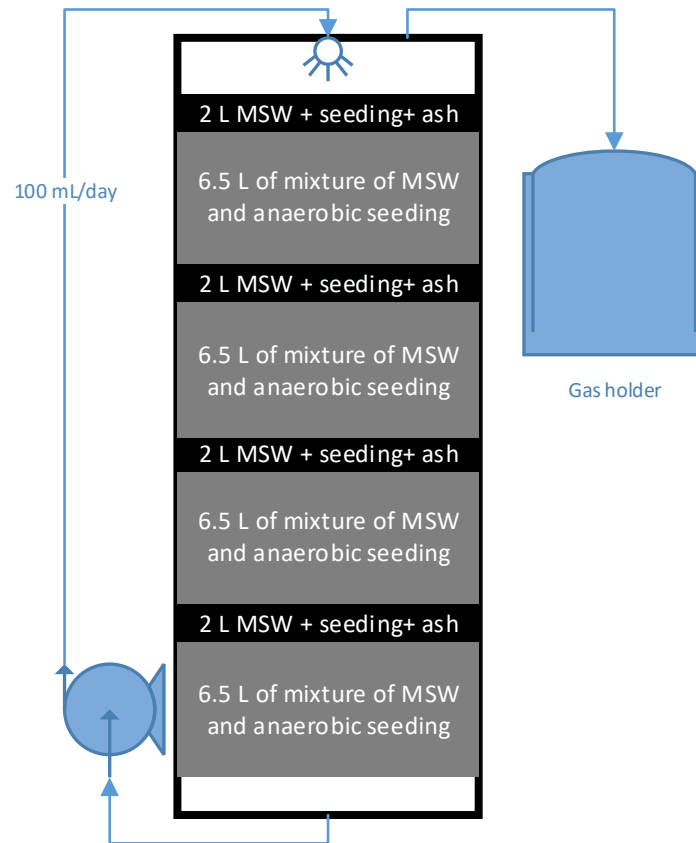 2 L MSW + seeding+ ash
6.5 L of mixture of MSW
and anaerobic seeding
100 mL/day
2 L MSW + seeding+ ash
6.5 L of mixture of MSW
and anaerobic seeding
Gas holder
2 L MSW + seeding+ ash
6.5 L of mixture of MSW
and anaerobic seeding
2 L MSW + seeding+ ash
6.5 L of mixture of MSW
and anaerobic seeding